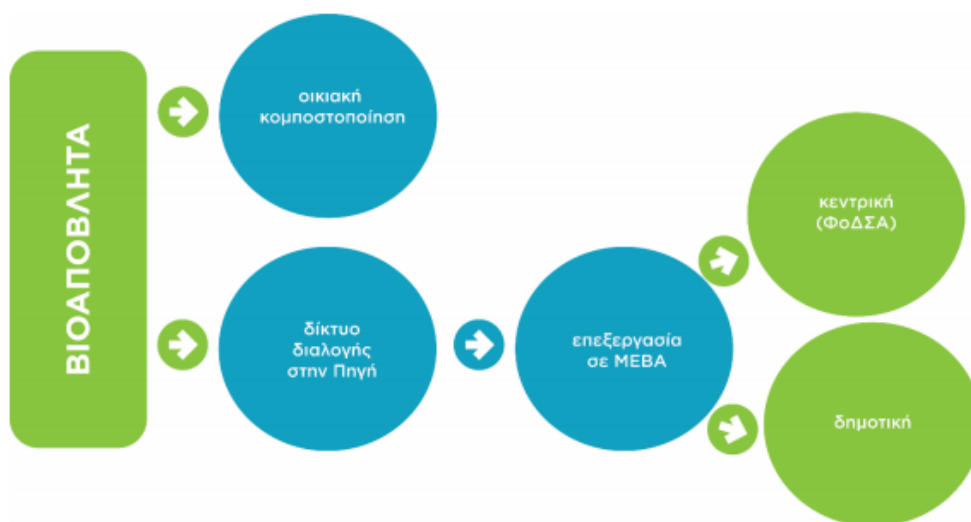 ΒΙΟΑΠΟΒΛΗΤΑ
οικιακή
κομποστοποίηση
δίκτυο
διαλογής
στην Πηγή
επεξεργασία
σε ΜΕΒΑ
κεντρική
(ΦοΔΣΑ)
δημοτική